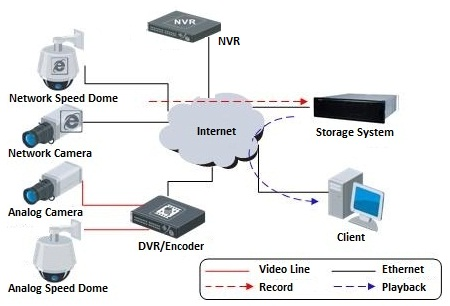 NVR
NVR
Network Speed Dome
Internet
Storage System
Network Camera
Analog Camera
DVR/Encoder
Client
Analog Speed Dome
Video Line
Ethernet
Record
Playback